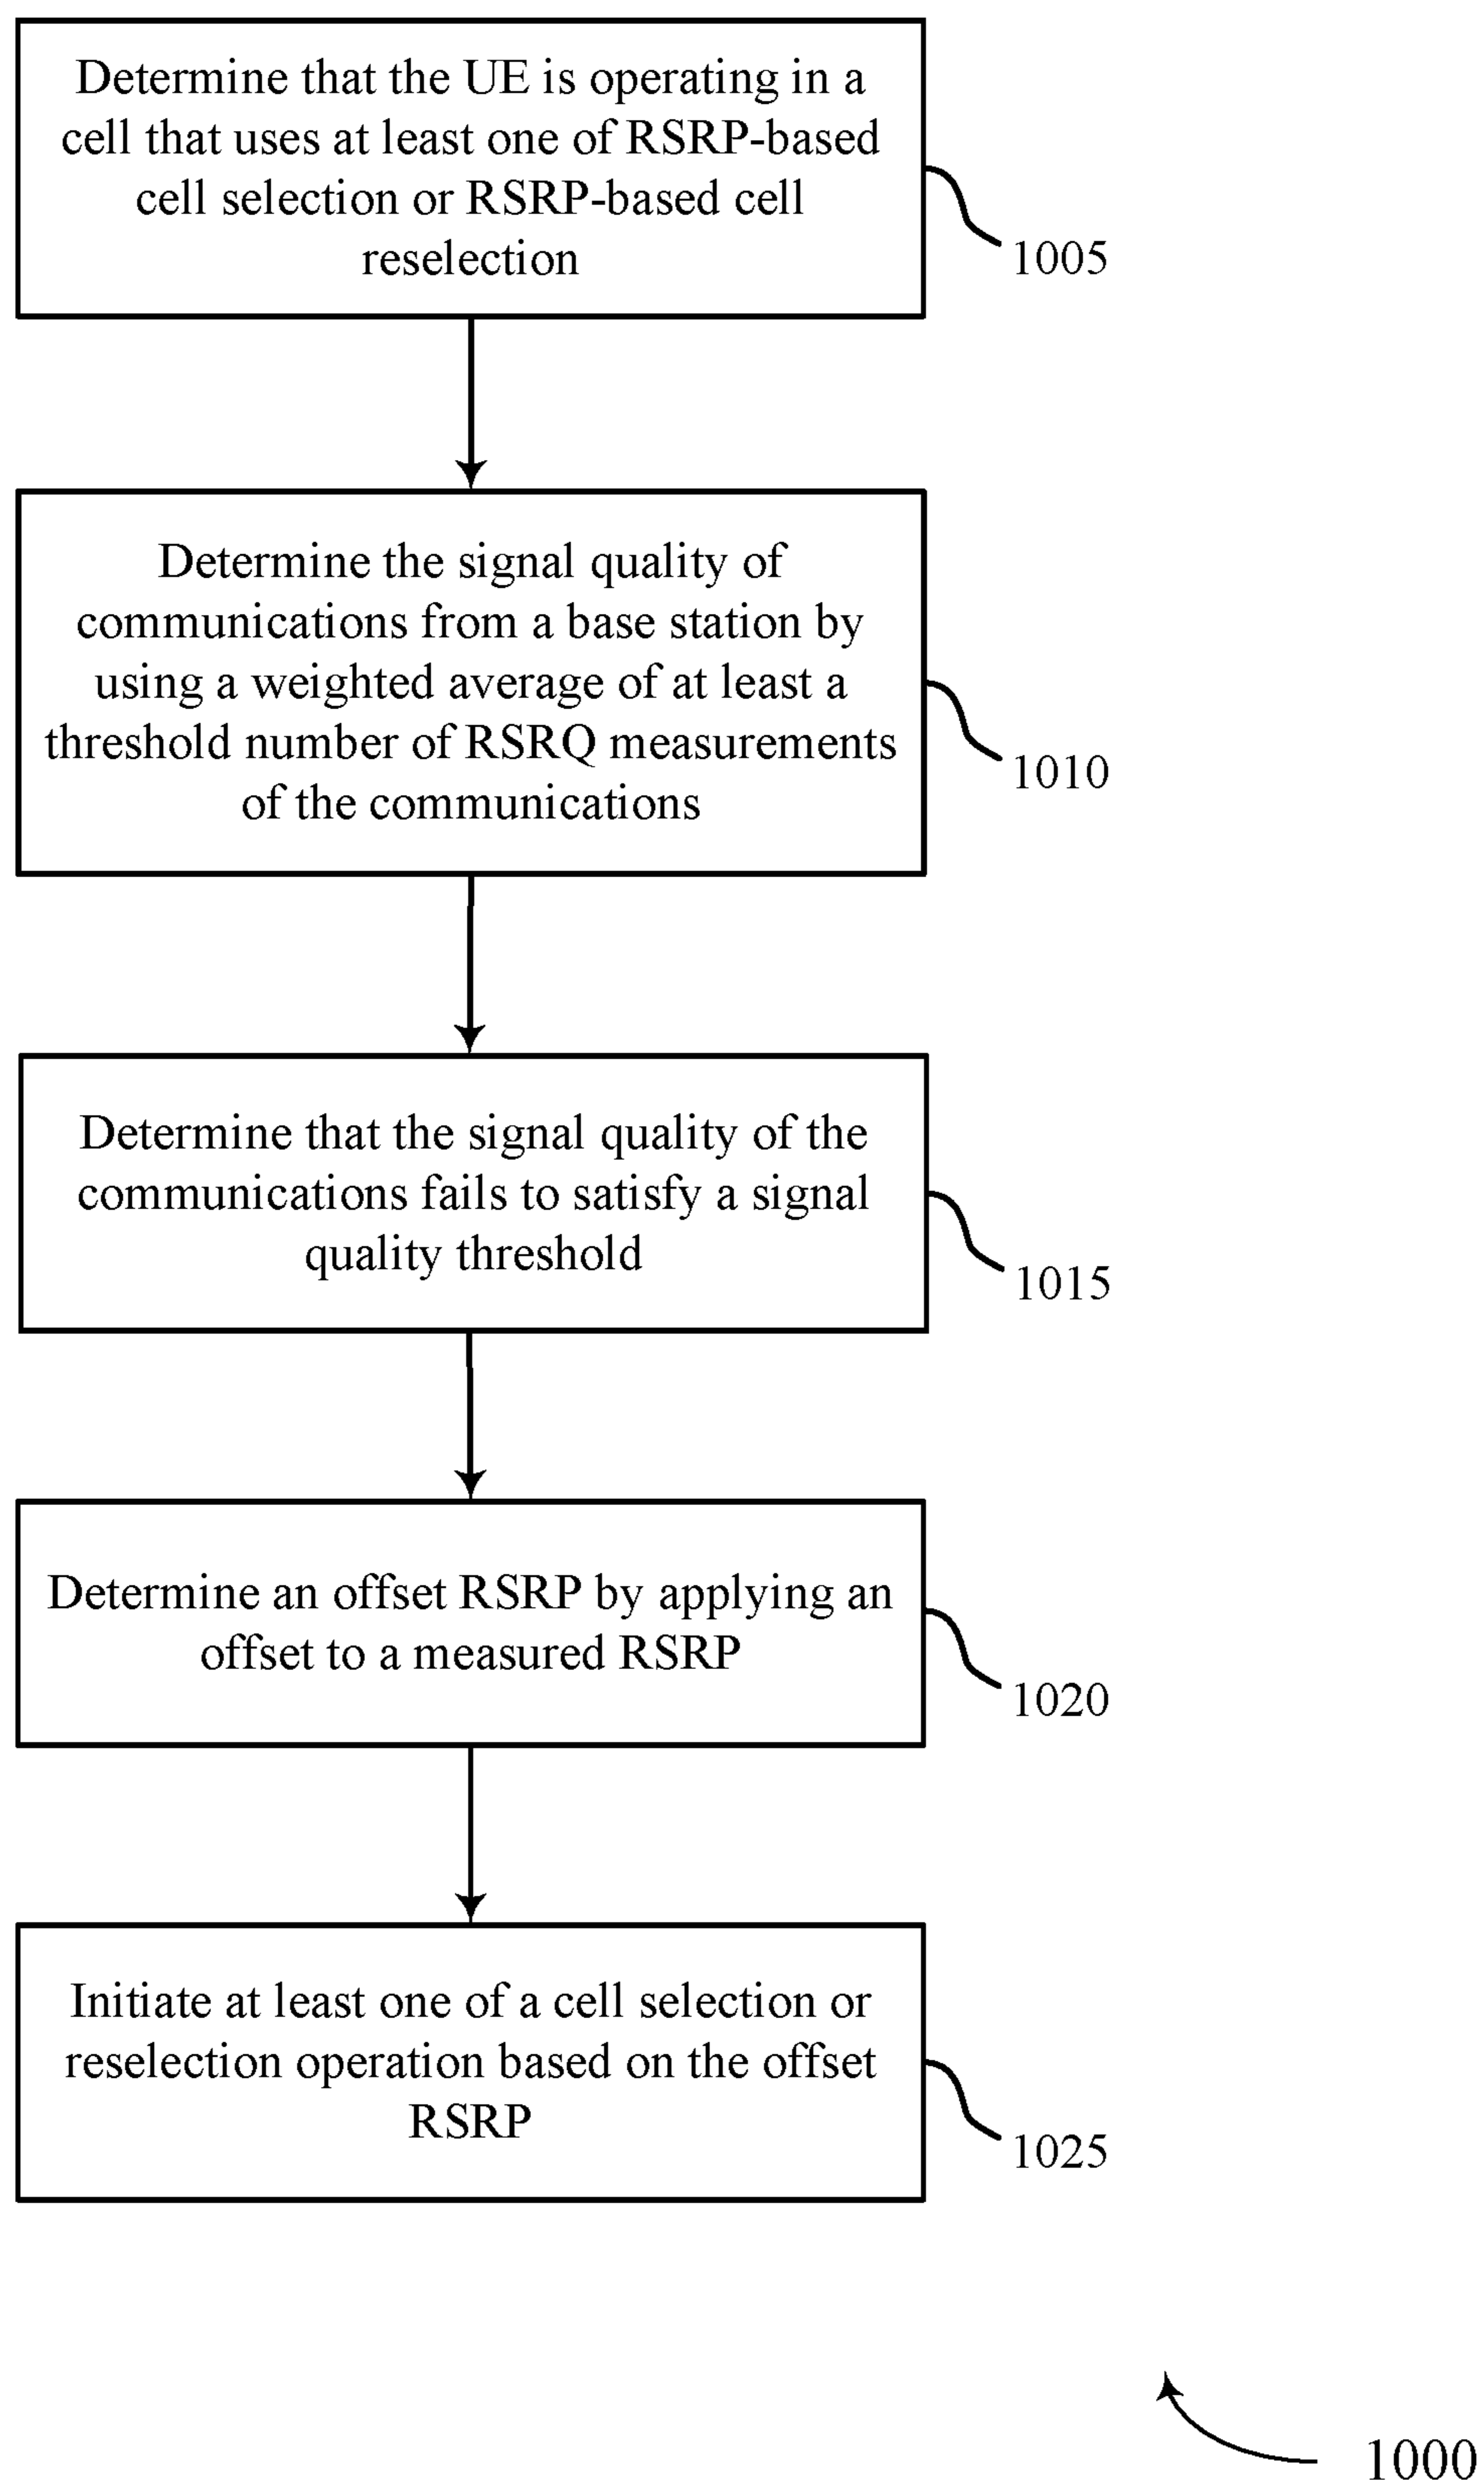 Determine that the UE is operating in a
cell that uses at least one of RSRP-based
cell selection or RSRP-based cell
reselection
1005
Determine the signal quality of
communications from a base station by
using a weighted average of at least a
threshold number of RSRQ measurements
of the communications
1010
Determine that the signal quality of the
communications fails to satisfy a signal
quality threshold
1015
Determine an offset RSRP by applying an
offset to a measured RSRP
1020
Initiate at least one of a cell selection or
reselection operation based on the offset
RSRP
1025
1000